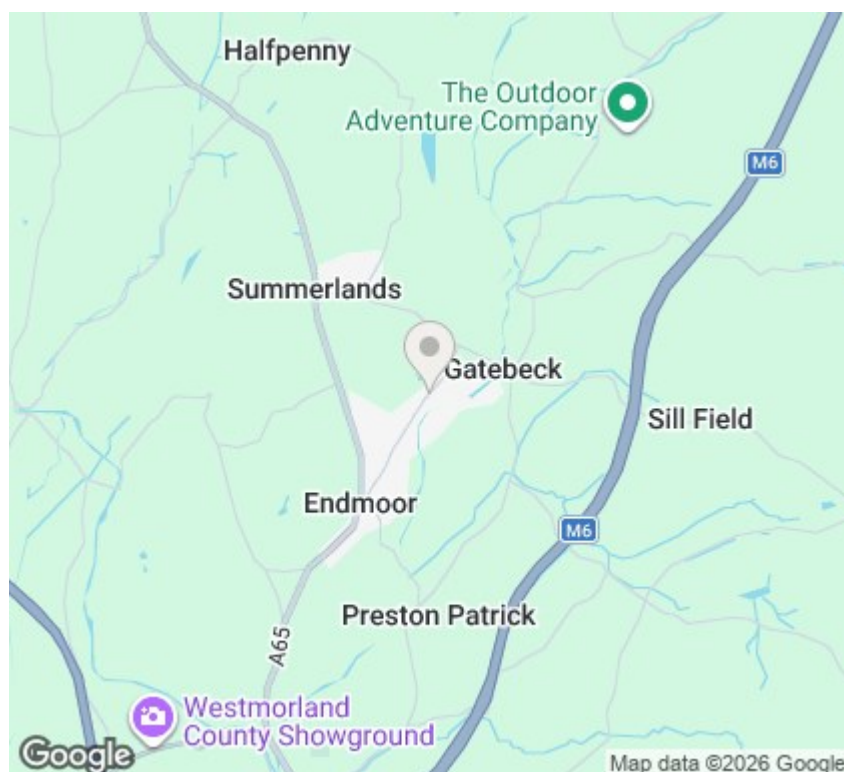 Halfpenny
The Outdoor
Adventure Company
M6
Summerlands
Gatebeck
Sill Field
Endmoor
M6
Preston Patrick
A65
Westmorland
County Showground
Google
Map data ©2026 Google